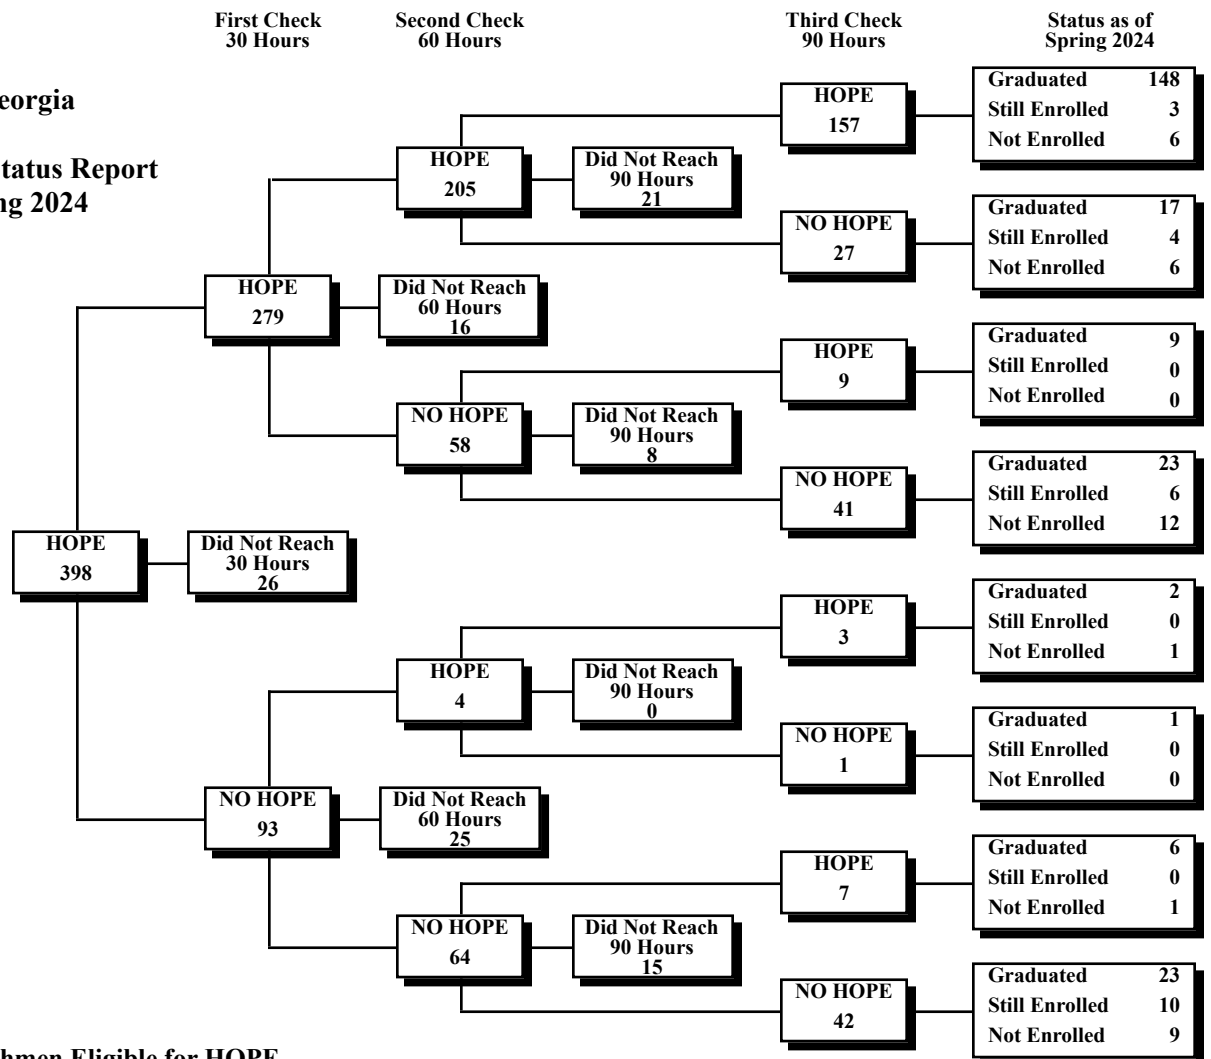 First Check
30 Hours
Second Check
60 Hours
Third Check
90 Hours
Status as of
Spring 2024
eorgia
tatus Report
ng 2024
HOPE
398
Did Not Reach
30 Hours
26
HOPE
279
Did Not Reach
60 Hours
16
NO HOPE
93
Did Not Reach
60 Hours
25
HOPE
205
Did Not Reach
90 Hours
21
NO HOPE
58
Did Not Reach
90 Hours
8
HOPE
4
Did Not Reach
90 Hours
0
NO HOPE
64
Did Not Reach
90 Hours
15
HOPE
157
Graduated 148
Still Enrolled 3
Not Enrolled 6
NO HOPE
27
Graduated 17
Still Enrolled 4
Not Enrolled 6
HOPE
9
Graduated 9
Still Enrolled 0
Not Enrolled 0
NO HOPE
41
Graduated 23
Still Enrolled 6
Not Enrolled 12
HOPE
3
Graduated 2
Still Enrolled 0
Not Enrolled 1
NO HOPE
1
Graduated 1
Still Enrolled 0
Not Enrolled 0
HOPE
7
Graduated 6
Still Enrolled 0
Not Enrolled 1
NO HOPE
42
Graduated 23
Still Enrolled 10
Not Enrolled 9
hmen Eligible for HOPE